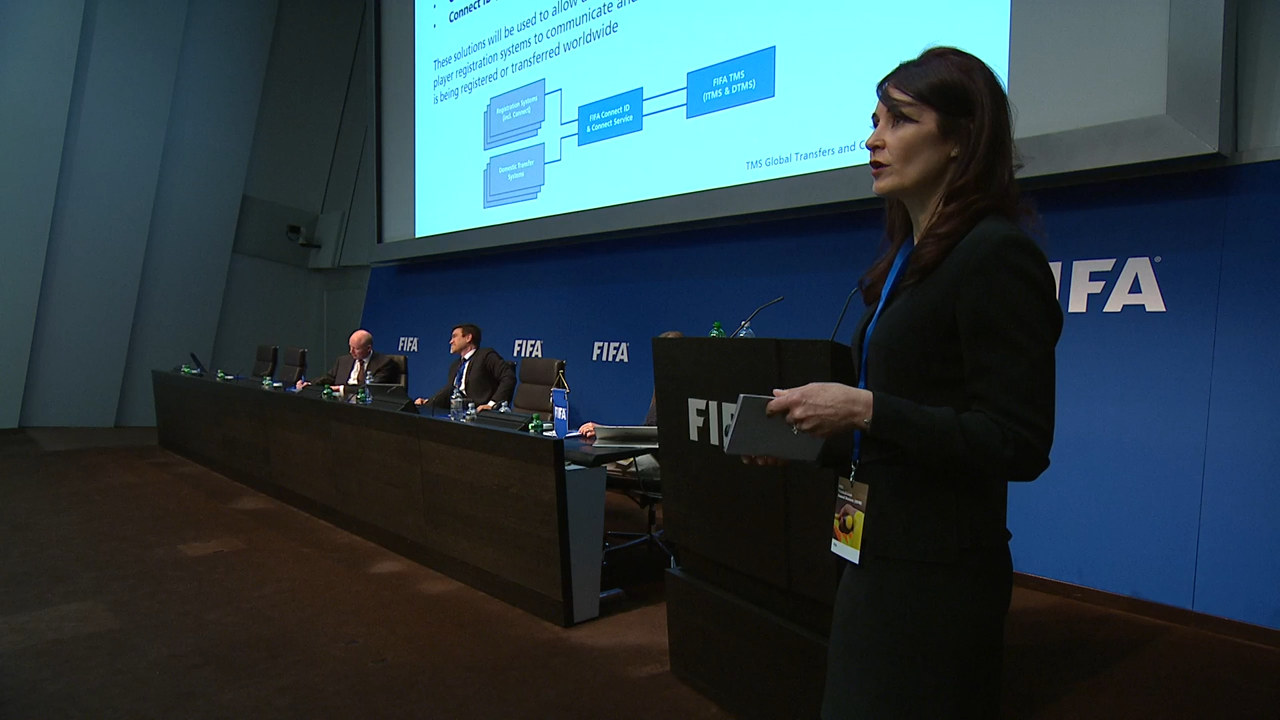 Connect ID
These solutions will be used to allow
player registration systems to communicate and
is being registered or transferred worldwide
Registration Systems
(incl. Connect)
FIFA Connect ID
& Connect Service
FIFA TMS
(ITMS & DTMS)
Domestic Transfer
Systems
TMS Global Transfers and
FIFA
FIFA
FIFA
FIFA®
FIFA
FIF